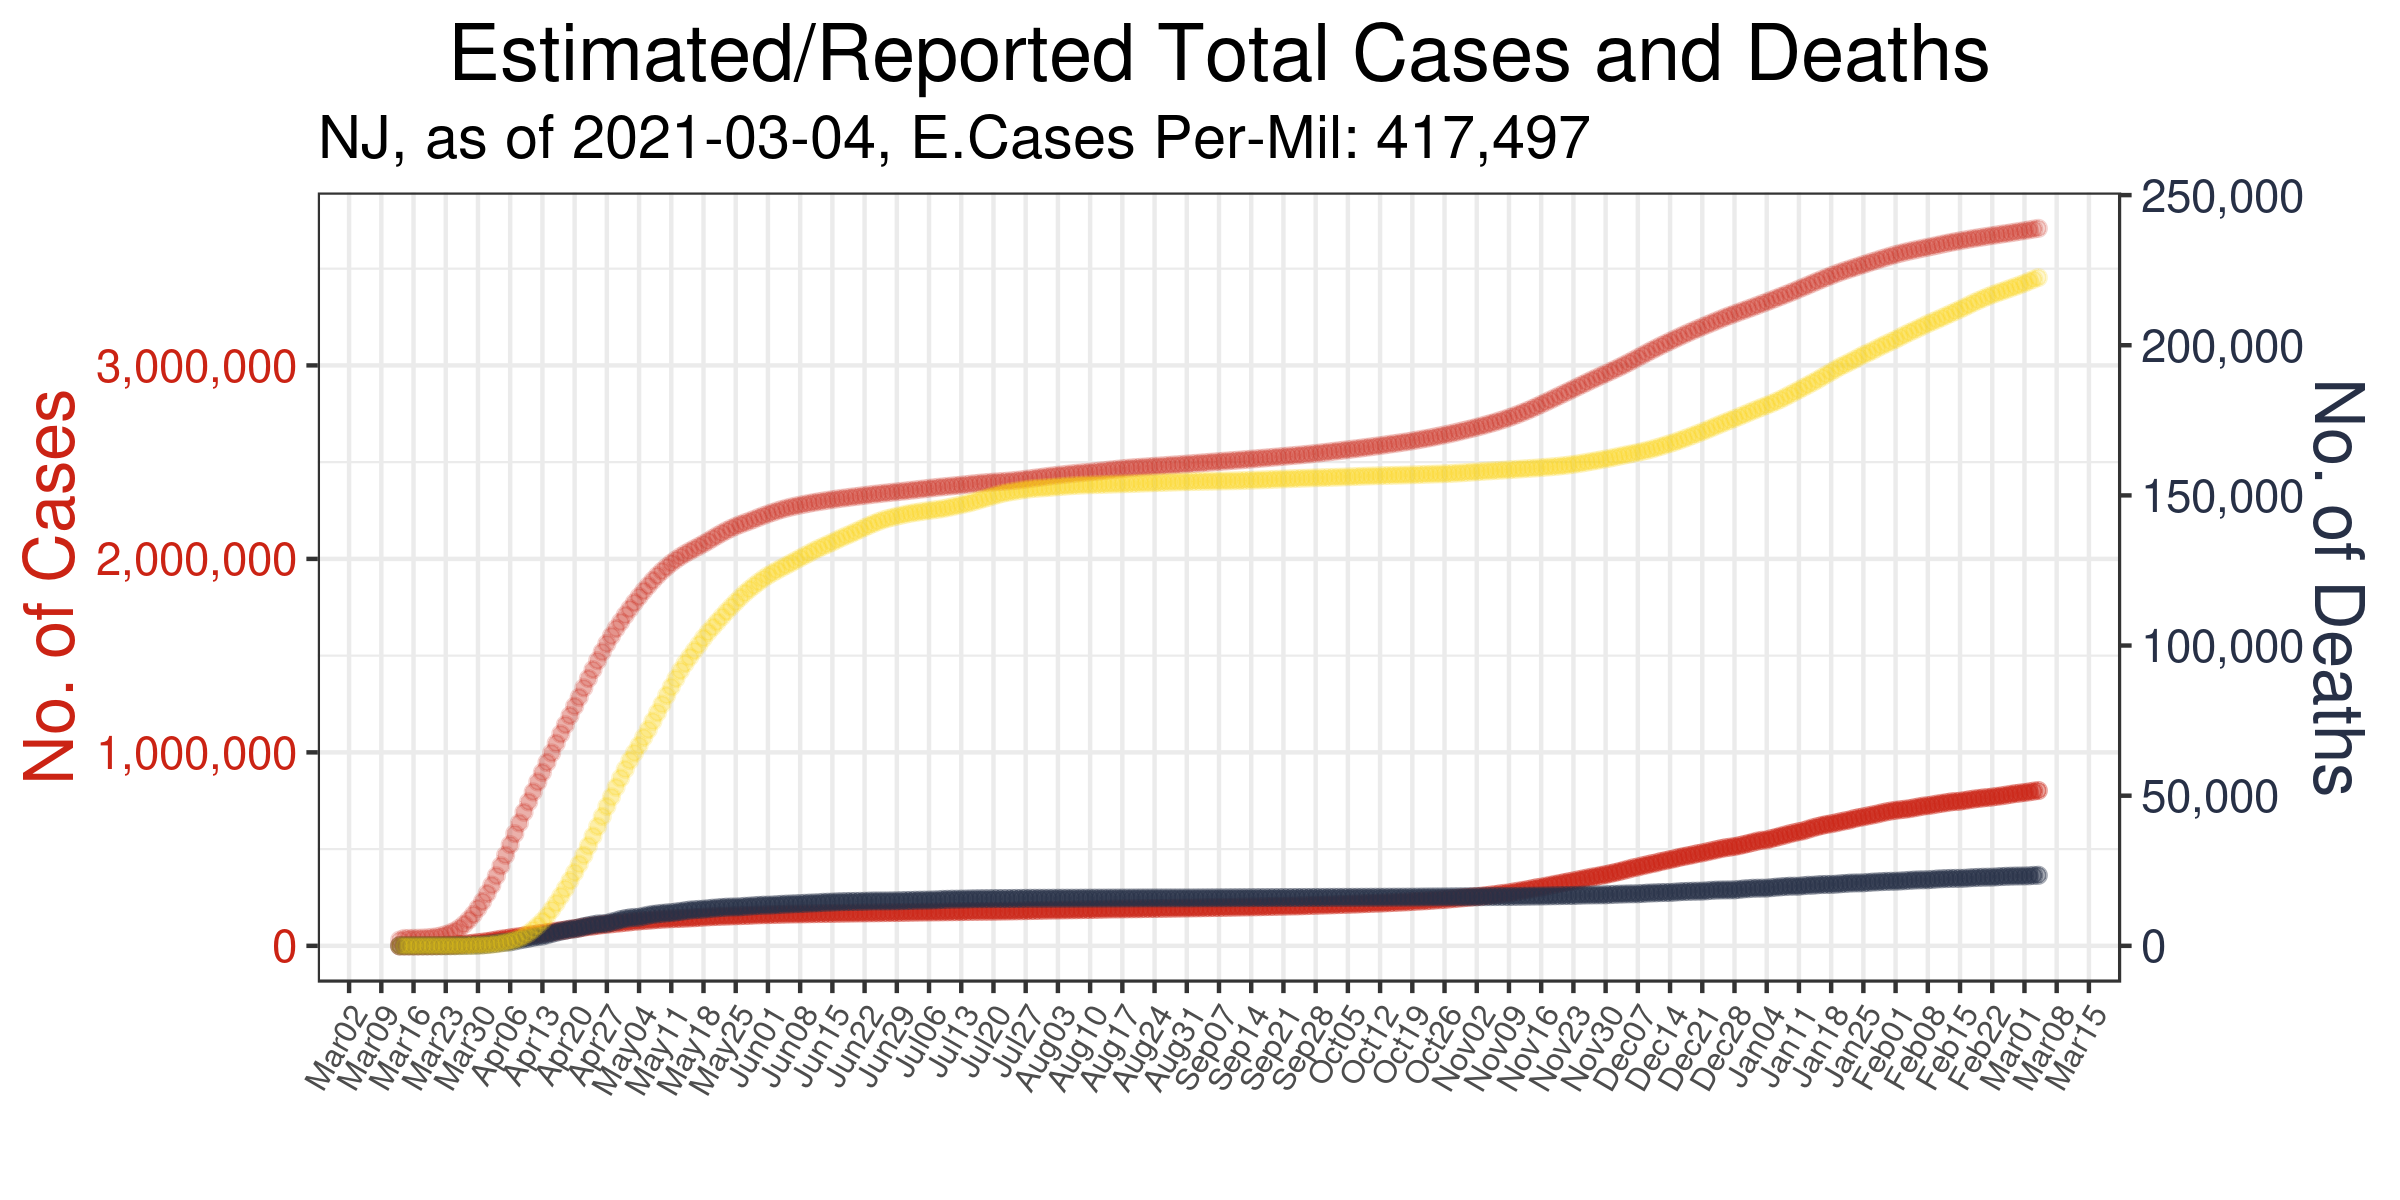 Estimated/Reported Total Cases and Deaths
NJ, as of 2021-03-04, E.Cases Per-Mil: 417,497
No. of Cases
3,000,000
2,000,000
1,000,000
0
250,000
200,000
150,000
100,000
50,000
0
No. of Deaths
Mar02
Mar09
Mar16
Mar23
Mar30
Apr06
Apr13
Apr20
Apr27
May04
May11
May18
May25
Jun01
Jun08
Jun15
Jun22
Jun29
Jul06
Jul13
Jul20
Jul27
Aug03
Aug10
Aug17
Aug24
Aug31
Sep07
Sep14
Sep21
Sep28
Oct05
Oct12
Oct19
Oct26
Nov02
Nov09
Nov16
Nov23
Nov30
Dec07
Dec14
Dec21
Dec28
Jan04
Jan11
Jan18
Jan25
Feb01
Feb08
Feb15
Feb22
Mar01
Mar08
Mar15